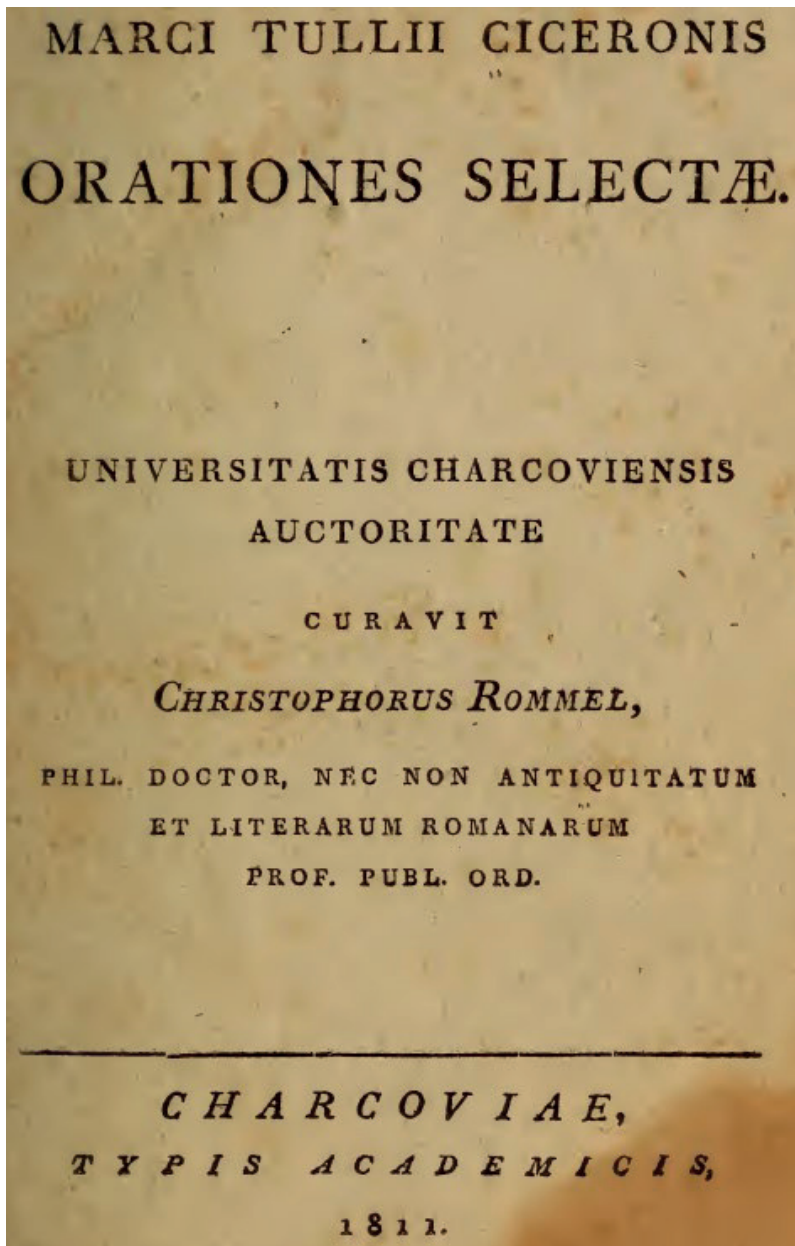 MARCI TULLII CICERONIS
ORATIONES SELECTÆ.
UNIVERSITATIS CHARCOVIENSIS
AUCTORITATE
CURAVIT
CHRISTOPHORUS ROMMEL,
PHIL. DOCTOR, NEC NON ANTIQUITATUM
ET LITERARUM ROMANARUM
PROF. PUBL. ORD.
CHARCOVIAE,
TYPIS ACADEMICIS,
1811.